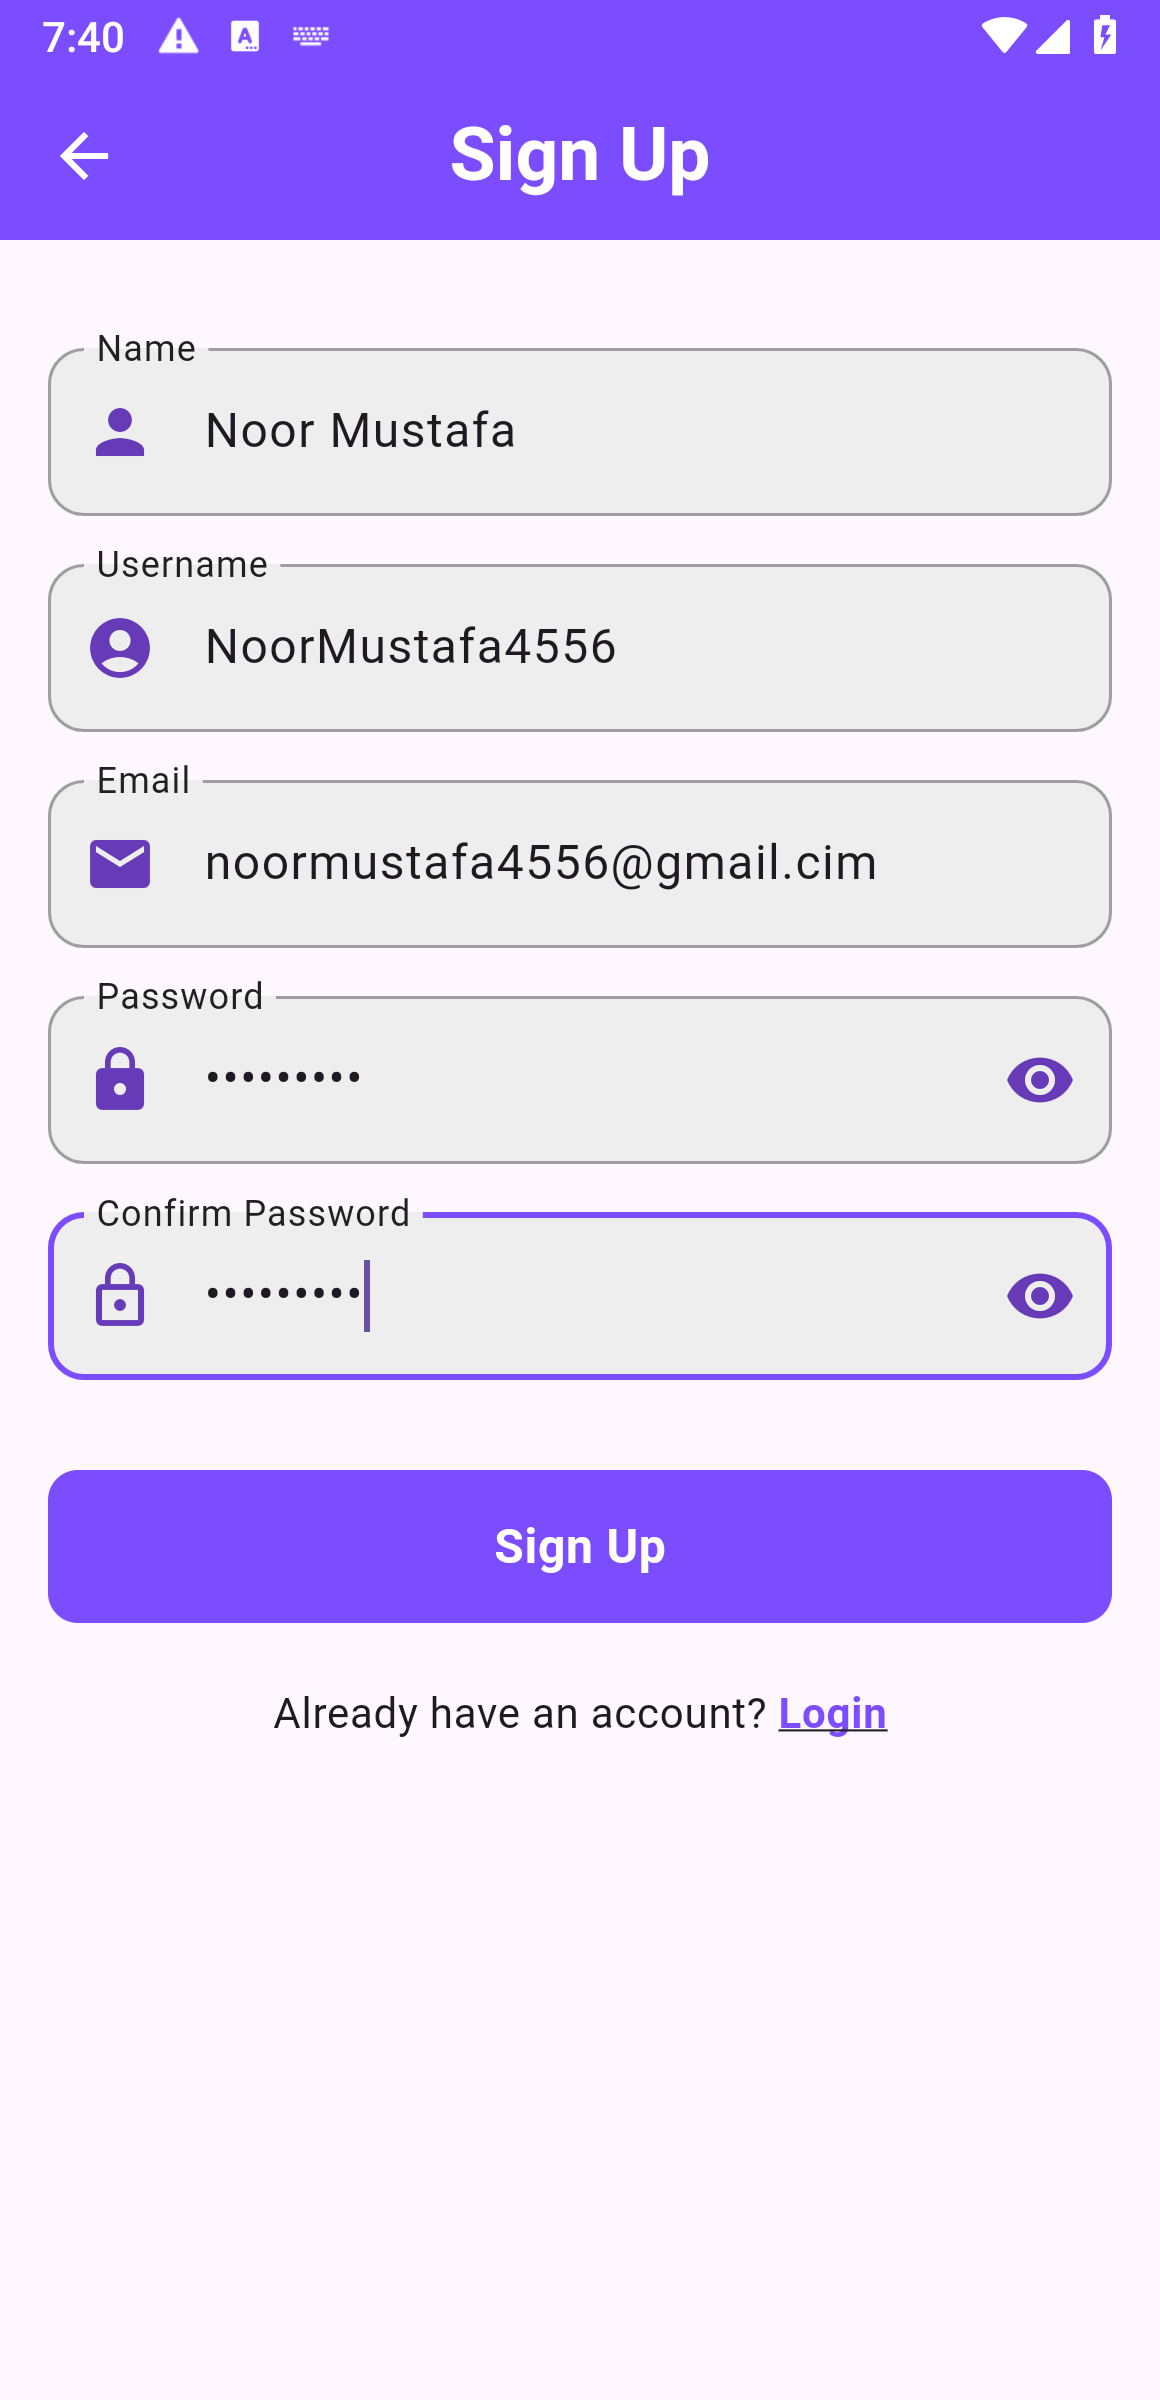 7:40
Sign Up
Name
Noor Mustafa
Username
NoorMustafa4556
Email
noormustafa4556@gmail.cim
Password
•••••••••
Confirm Password
•••••••••
Sign Up
Already have an account? Login